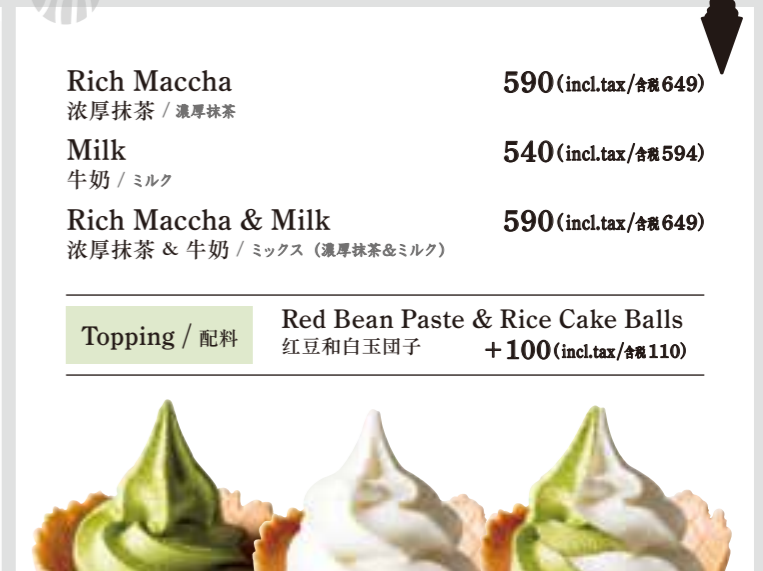 Rich Maccha 590(incl.tax/含税649)
浓厚抹茶 / 濃厚抹茶
Milk 540(incl.tax/含税594)
牛奶 / ミルク
Rich Maccha & Milk 590(incl.tax/含税649)
浓厚抹茶 & 牛奶 / ミックス（濃厚抹茶&ミルク）
Topping / 配料
Red Bean Paste & Rice Cake Balls
红豆和白玉团子 +100(incl.tax/含税110)